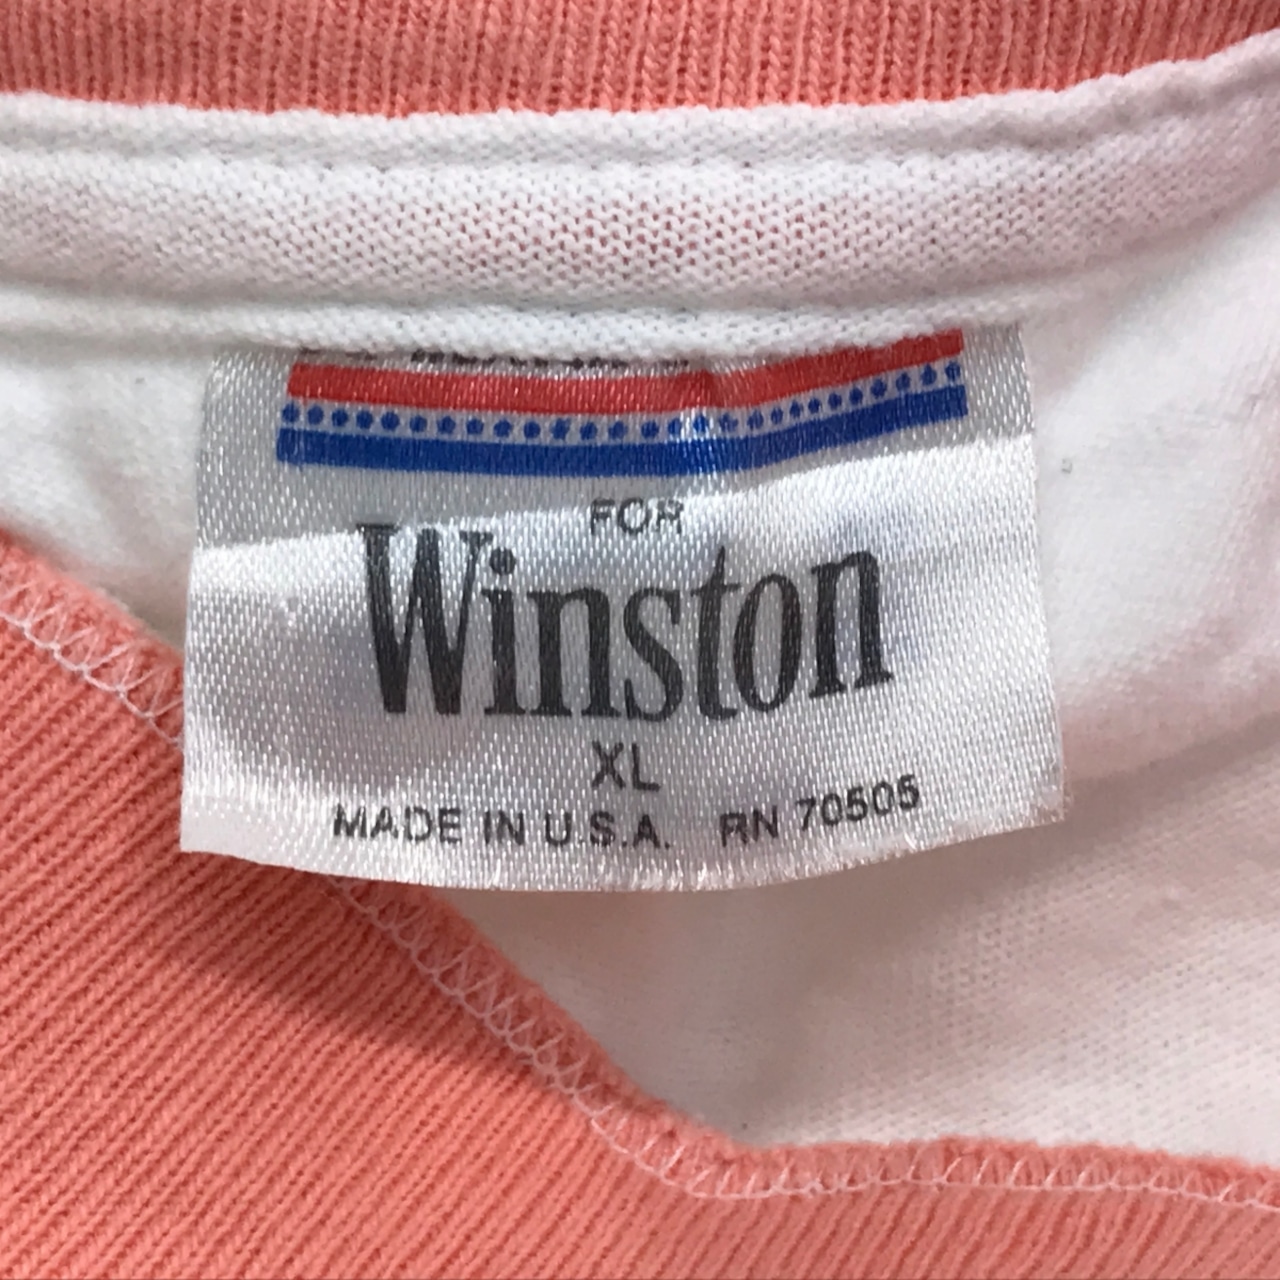 FOR
Winston
XL
MADE IN U.S.A. RN 70505